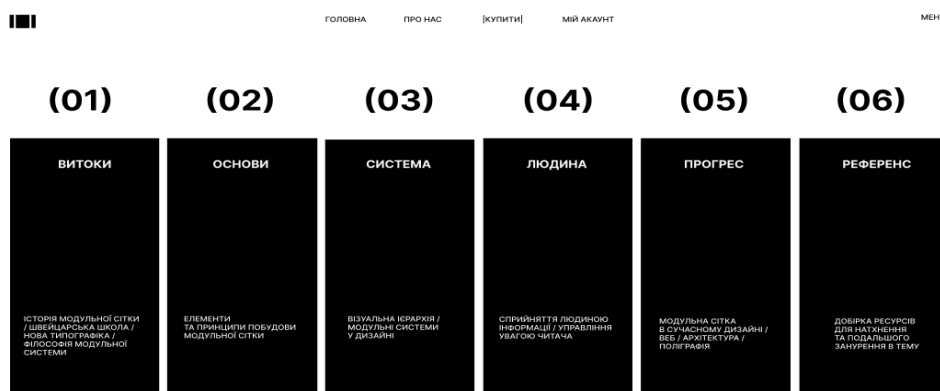 ГОЛОВНА ПРО НАС |КУПИТИ| МІЙ АКАУНТ МЕН
(01) (02) (03) (04) (05) (06)
ВИТОКИ
ІСТОРІЯ МОДУЛЬНОЇ СІТКИ
/ ШВЕЙЦАРСЬКА ШКОЛА /
НОВА ТИПОГРАФІКА /
ФІЛОСОФІЯ МОДУЛЬНОЇ
СИСТЕМИ
ОСНОВИ
ЕЛЕМЕНТИ
ТА ПРИНЦИПИ ПОБУДОВИ
МОДУЛЬНОЇ СІТКИ
СИСТЕМА
ВІЗУАЛЬНА ІЄРАРХІЯ /
МОДУЛЬНІ СИСТЕМИ
У ДИЗАЙНІ
ЛЮДИНА
СПРИЙНЯТТЯ ЛЮДИНОЮ
ІНФОРМАЦІЇ / УПРАВЛІННЯ
УВАГОЮ ЧИТАЧА
ПРОГРЕС
МОДУЛЬНА СІТКА
В СУЧАСНОМУ ДИЗАЙНІ /
ВЕБ / АРХІТЕКТУРА /
ПОЛІГРАФІЯ
РЕФЕРЕНС
ДОБІРКА РЕСУРСІВ
ДЛЯ НАТХНЕННЯ
ТА ПОДАЛЬШОГО
ЗАНУРЕННЯ В ТЕМУ